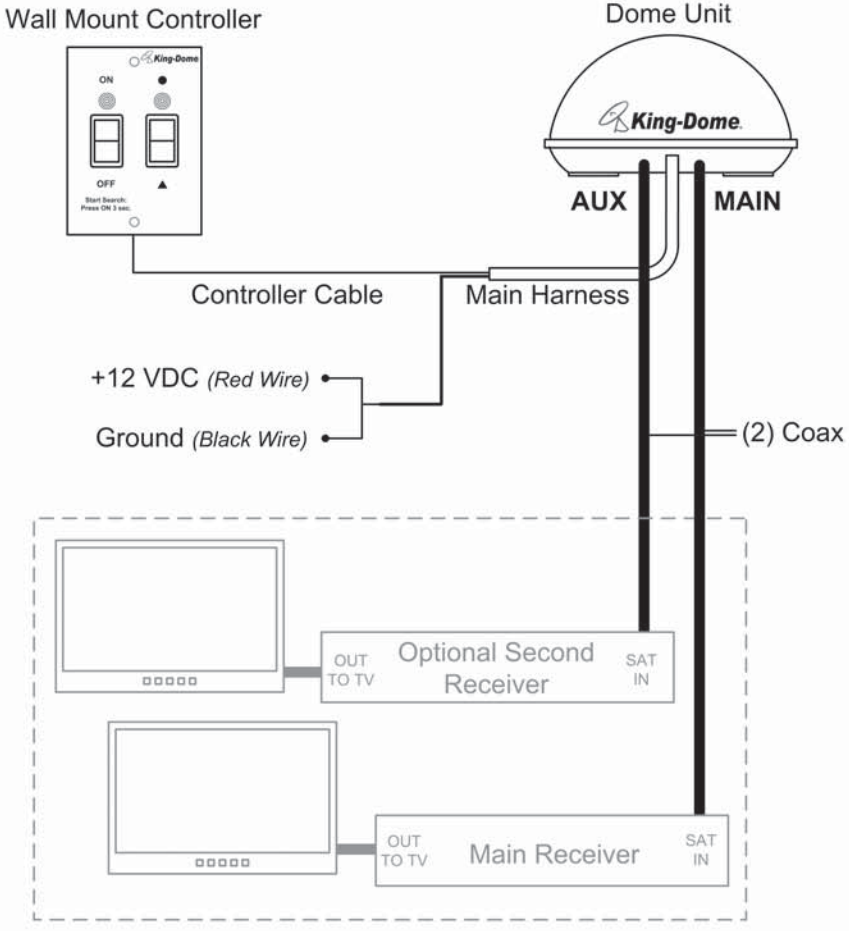 Wall Mount Controller
King-Dome
ON
OFF
Start Search:
Press ON 3 sec.
Dome Unit
King-Dome.
AUX
MAIN
Controller Cable
Main Harness
+12 VDC (Red Wire)
Ground (Black Wire)
(2) Coax
OUT
TO TV
Optional Second
Receiver
SAT
IN
OUT
TO TV
Main Receiver
SAT
IN